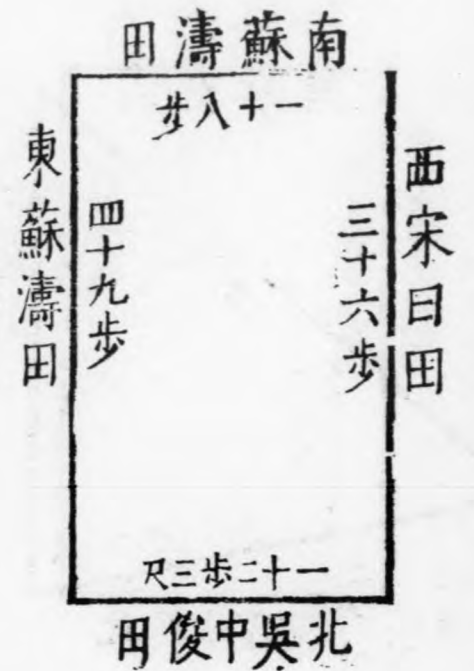 南蘇濤田
一十八步
西宋曰田
三十六步
四十九步
東蘇濤田
一十二步三尺
北吳中俊田